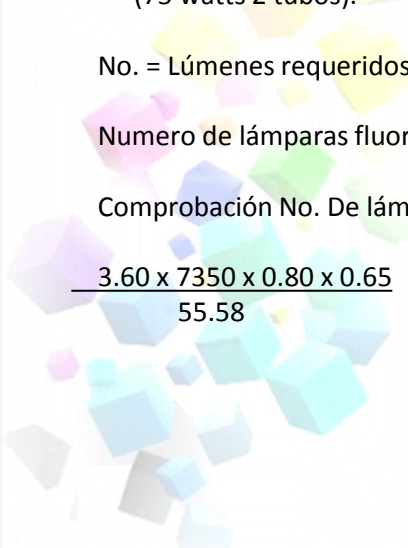 (75 watts 2 tubos).
No. = Lúmenes requeridos
Numero de lámparas fluor
Comprobación No. De lám
3.60 x 7350 x 0.80 x 0.65
55.58